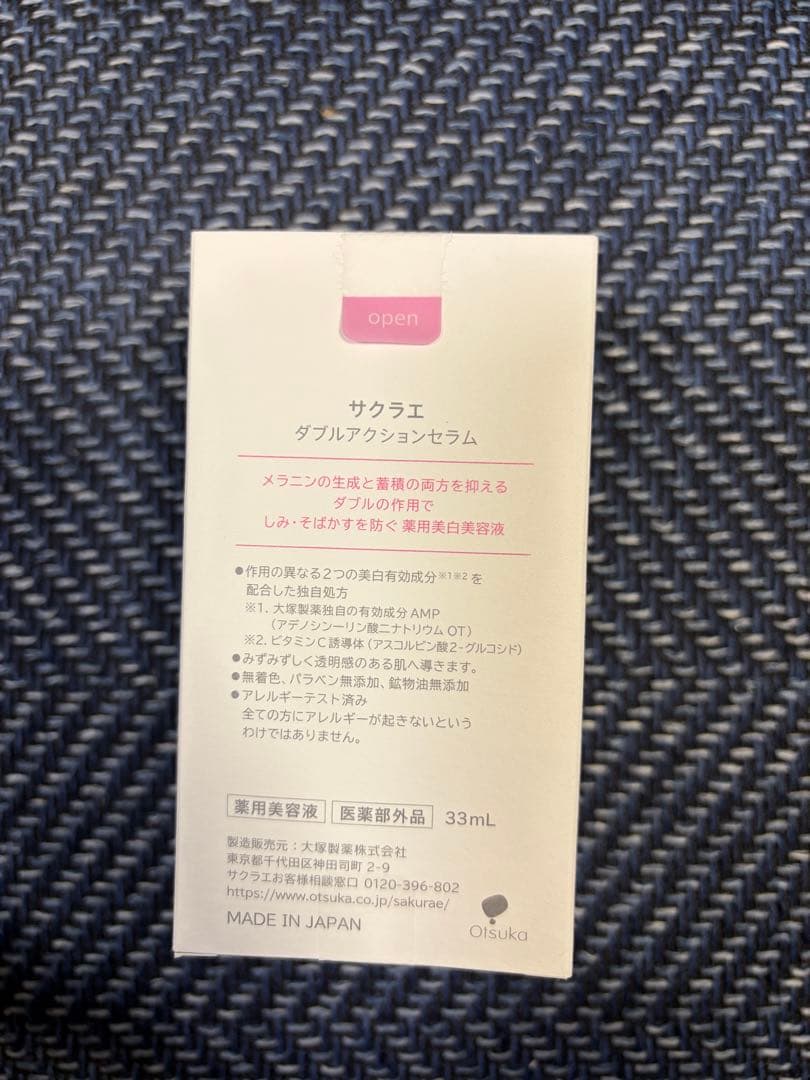 open
サクラエ
ダブルアクションセラム
メラニンの生成と蓄積の両方を抑える
ダブルの作用で
しみ・そばかすを防ぐ 薬用美白美容液
●作用の異なる2つの美白有効成分※1※2を
配合した独自処方
※1. 大塚製薬独自の有効成分 AMP
(アデノシン一リン酸二ナトリウム OT)
※2. ビタミンC誘導体(アスコルビン酸2-グルコシド)
●みずみずしく透明感のある肌へ導きます。
●無着色、パラベン無添加、鉱物油無添加
●アレルギーテスト済み
全ての方にアレルギーが起きないという
わけではありません。
薬用美容液 医薬部外品 33mL
製造販売元:大塚製薬株式会社
東京都千代田区神田司町 2-9
サクラエお客様相談窓口 0120-396-802
https://www.otsuka.co.jp/sakurae/
MADE IN JAPAN
Otsuka